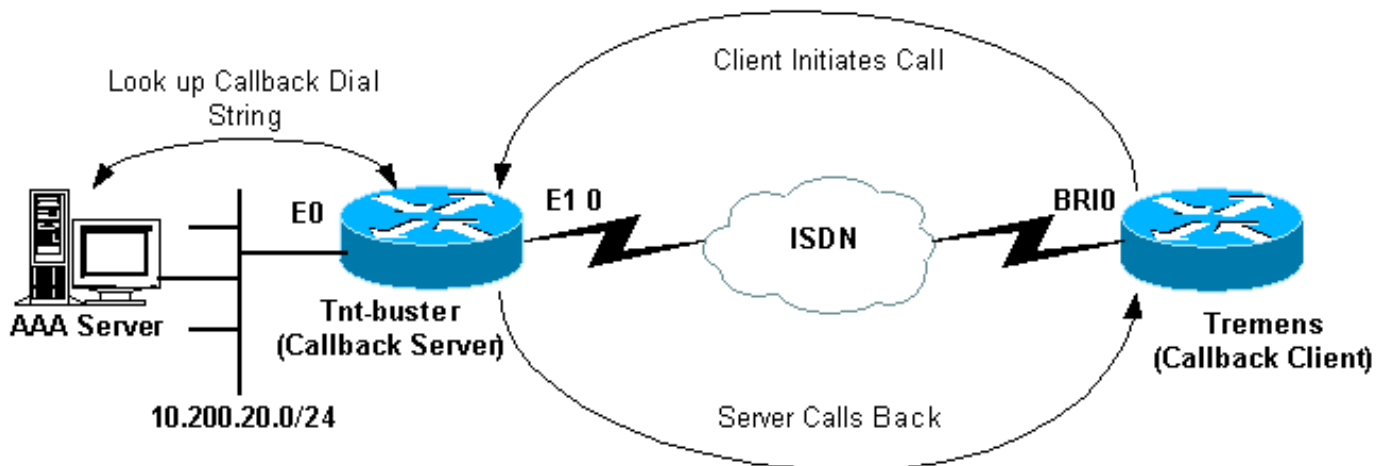 Client Initiates Call
Look up Callback Dial
String
E0
E1 0
BRI0
ISDN
AAA Server
Tnt-buster
(Callback Server)
Tremens
(Callback Client)
10.200.20.0/24
Server Calls Back